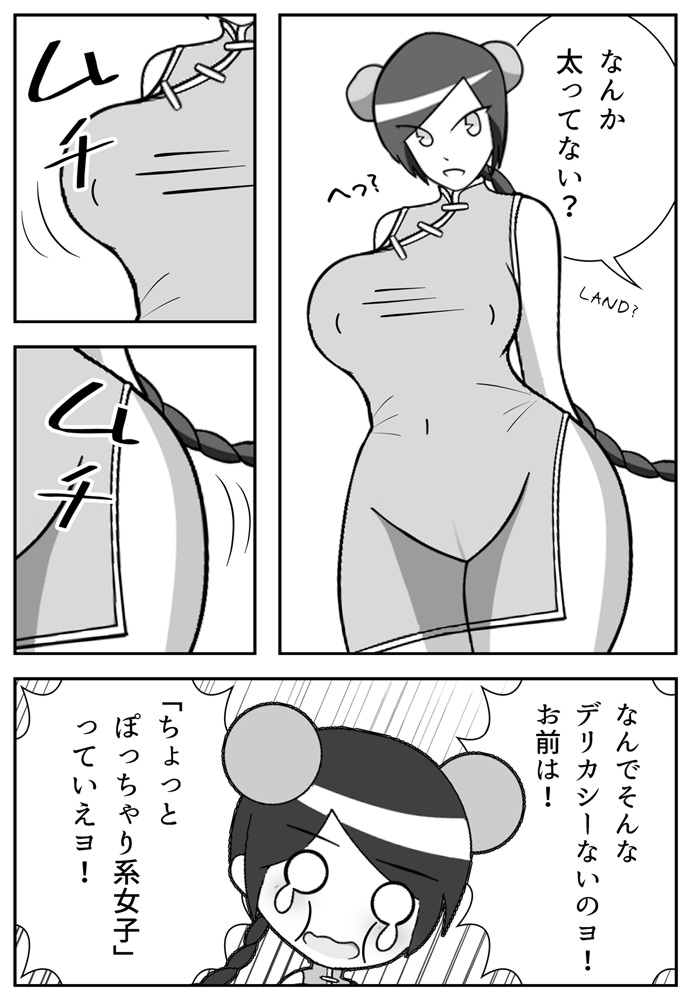 なんか
太ってない？
へっ？
LAND?
ムチ
ムチ
なんでそんな
デリカシーないのヨ！
お前は！
「ちょっと
ぽっちゃり系女子」
っていえヨ！